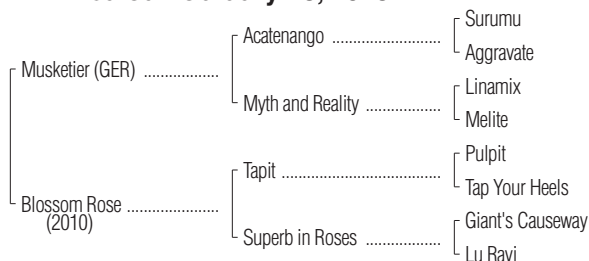 Surumu
Acatenango ....................
Aggravate
Musketier (GER) ..................
Linamix
Myth and Reality ..................
Melite
Pulpit
Tapit ..............................
Tap Your Heels
Blossom Rose ......................
(2010)
Giant's Causeway
Superb in Roses ..................
Lu Ravi